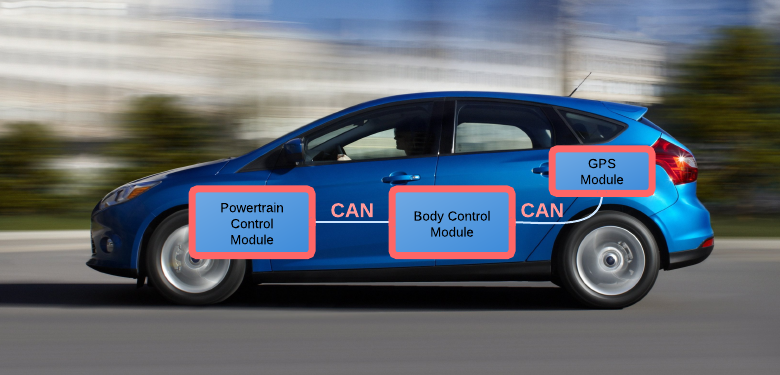 Powertrain
Control
Module
CAN
Body Control
Module
CAN
GPS
Module